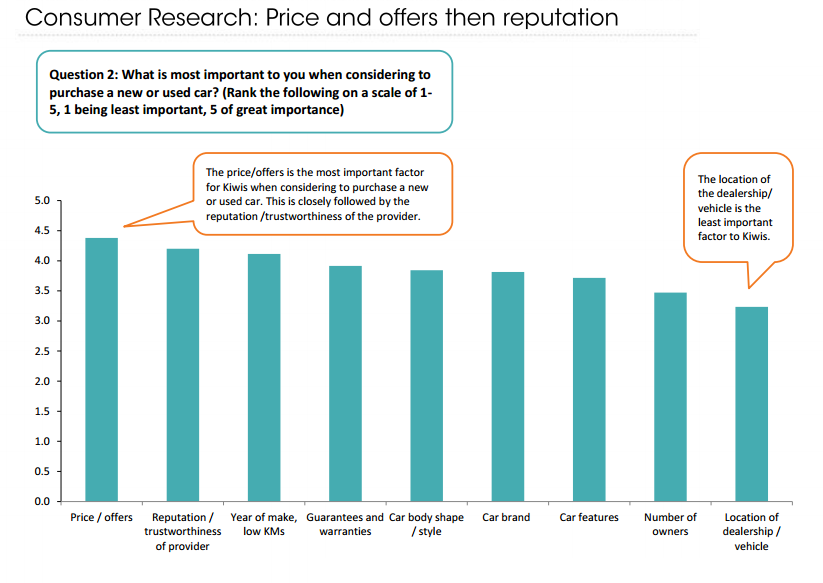 Consumer Research: Price and offers then reputation
Question 2: What is most important to you when considering to
purchase a new or used car? (Rank the following on a scale of 1-
5, 1 being least important, 5 of great importance)
The price/offers is the most important factor
for Kiwis when considering to purchase a new
or used car. This is closely followed by the
reputation /trustworthiness of the provider.
The location of
the dealership/
vehicle is the
least important
factor to Kiwis.
5.0
4.5
4.0
3.5
3.0
2.5
2.0
1.5
1.0
0.5
0.0
Price / offers
Reputation /
trustworthiness
of provider
Year of make,
low KMs
Guarantees and
warranties
Car body shape
/ style
Car brand
Car features
Number of
owners
Location of
dealership /
vehicle